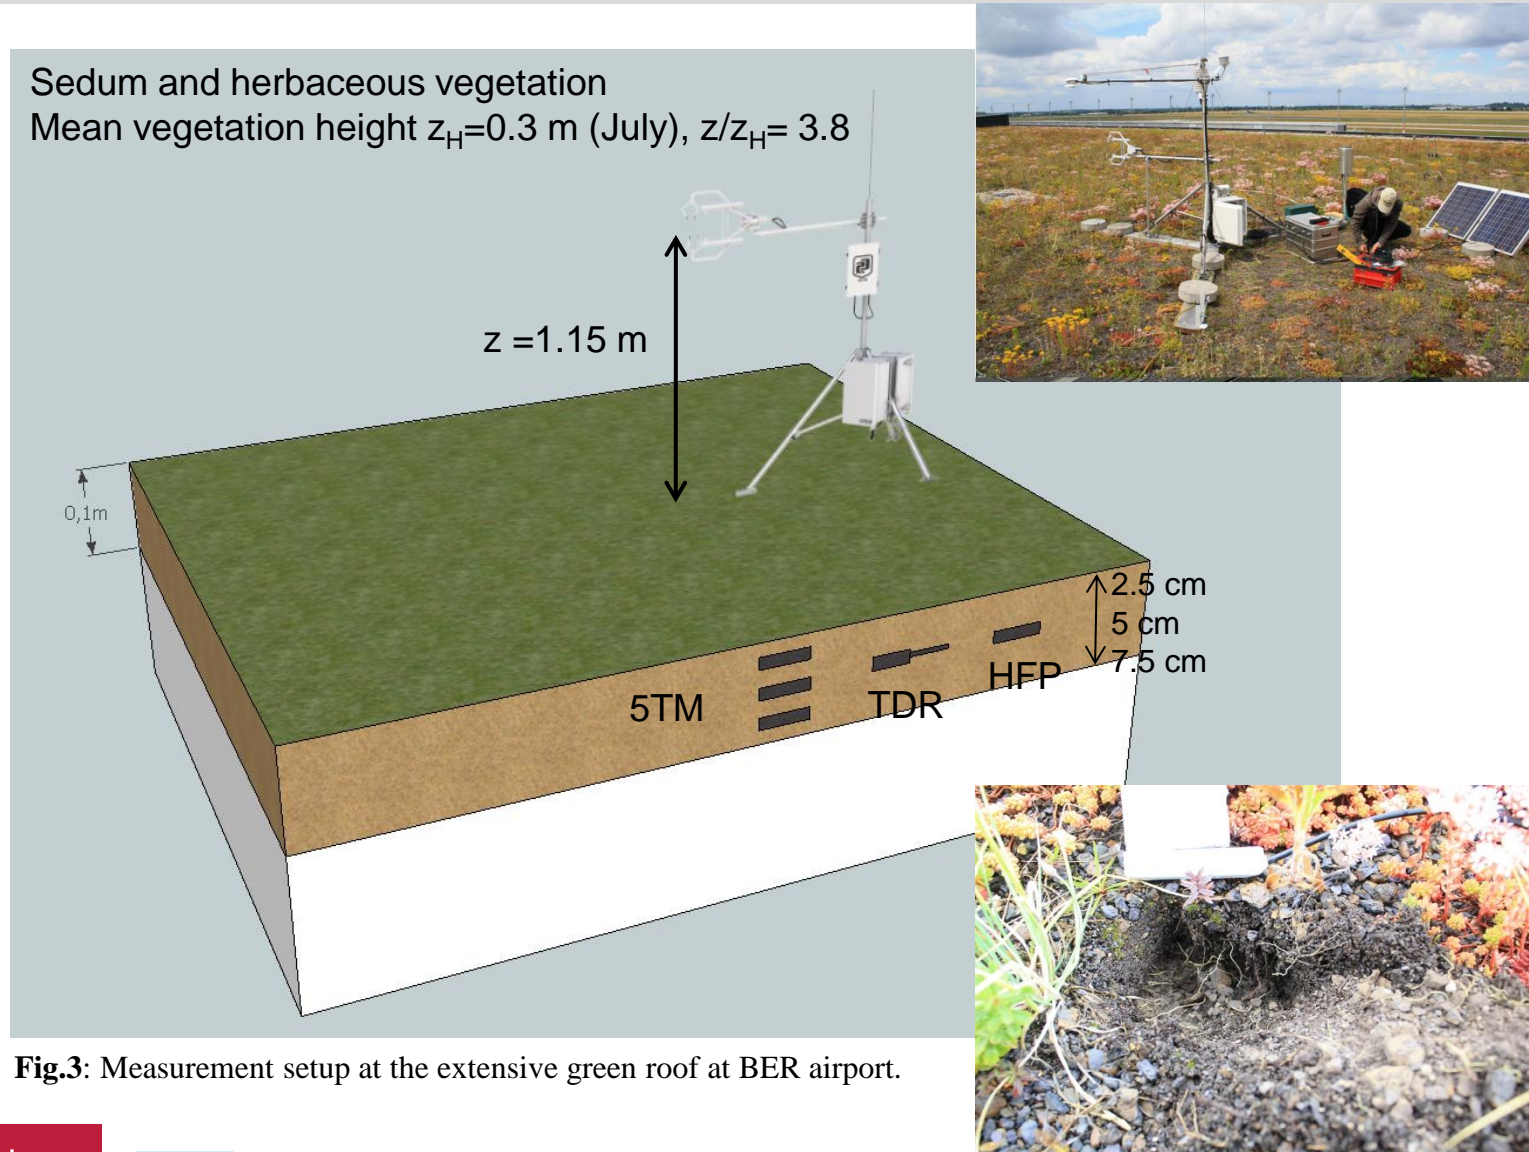 Sedum and herbaceous vegetation
Mean vegetation height z_H=0.3 m (July), z/z_H= 3.8
z =1.15 m
0,1m
2.5 cm
5 cm
7.5 cm
HFP
TDR
5TM
Fig.3: Measurement setup at the extensive green roof at BER airport.